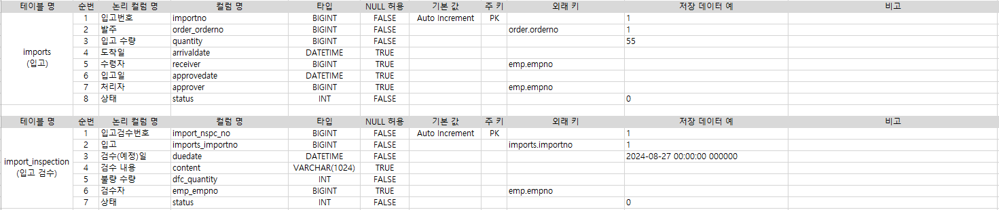 테이블 명 순번 논리 컬럼 명 컬럼 명 타입 NULL 허용 기본 값 주 키 외래 키 저장 데이터 예 비고
imports
(입고)
1 입고번호 importno BIGINT FALSE Auto Increment PK 1
2 발주 order_orderno BIGINT FALSE order.orderno 1
3 입고 수량 quantity BIGINT FALSE 55
4 도착일 arrivaldate DATETIME TRUE
5 수령자 receiver BIGINT TRUE emp.empno
6 입고일 approvedate DATETIME TRUE
7 처리자 approver BIGINT TRUE emp.empno
8 상태 status INT FALSE 0
테이블 명 순번 논리 컬럼 명 컬럼 명 타입 NULL 허용 기본 값 주 키 외래 키 저장 데이터 예 비고
import_inspection
(입고 검수)
1 입고검수번호 import_nspc_no BIGINT FALSE Auto Increment PK 1
2 입고 imports_importno BIGINT FALSE imports.importno 1
3 검수(예정)일 duedate DATETIME FALSE 2024-08-27 00:00:00 000000
4 검수 내용 content VARCHAR(1024) TRUE
5 불량 수량 dfc_quantity INT FALSE
6 검수자 emp_empno BIGINT TRUE emp.empno
7 상태 status INT FALSE 0